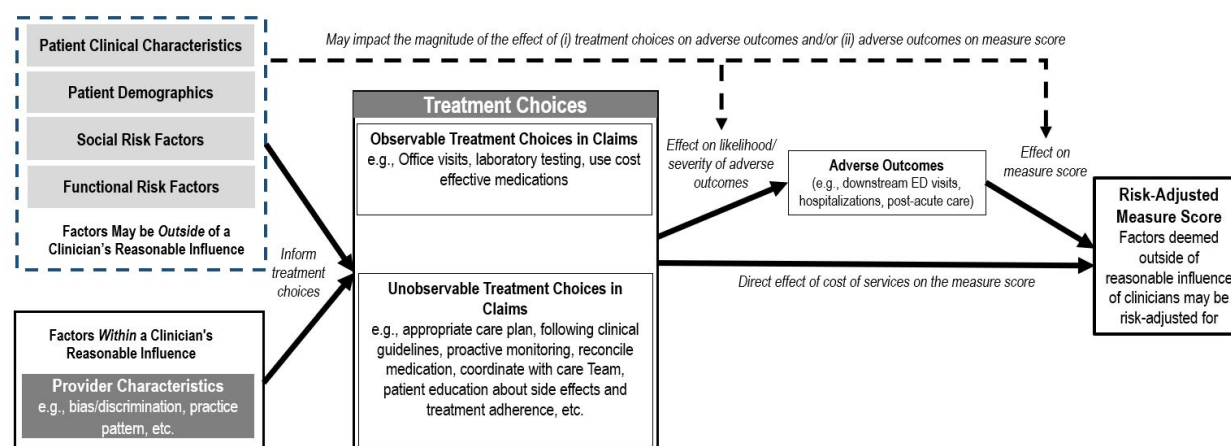 Patient Clinical Characteristics
Patient Demographics
Social Risk Factors
Functional Risk Factors
Factors May be Outside of a
Clinician's Reasonable Influence
May impact the magnitude of the effect of (i) treatment choices on adverse outcomes and/or (ii) adverse outcomes on measure score
Inform
treatment
choices
Factors Within a Clinician's
Reasonable Influence
Provider Characteristics
e.g., bias/discrimination, practice
pattern, etc.
Treatment Choices
Observable Treatment Choices in Claims
e.g., Office visits, laboratory testing, use cost
effective medications
Unobservable Treatment Choices in
Claims
e.g., appropriate care plan, following clinical
guidelines, proactive monitoring, reconcile
medication, coordinate with care Team,
patient education about side effects and
treatment adherence, etc.
Effect on likelihood/
severity of adverse
outcomes
Adverse Outcomes
(e.g., downstream ED visits,
hospitalizations, post-acute care)
Effect on
measure score
Direct effect of cost of services on the measure score
Risk-Adjusted
Measure Score
Factors deemed
outside of
reasonable influence
of clinicians may be
risk-adjusted for